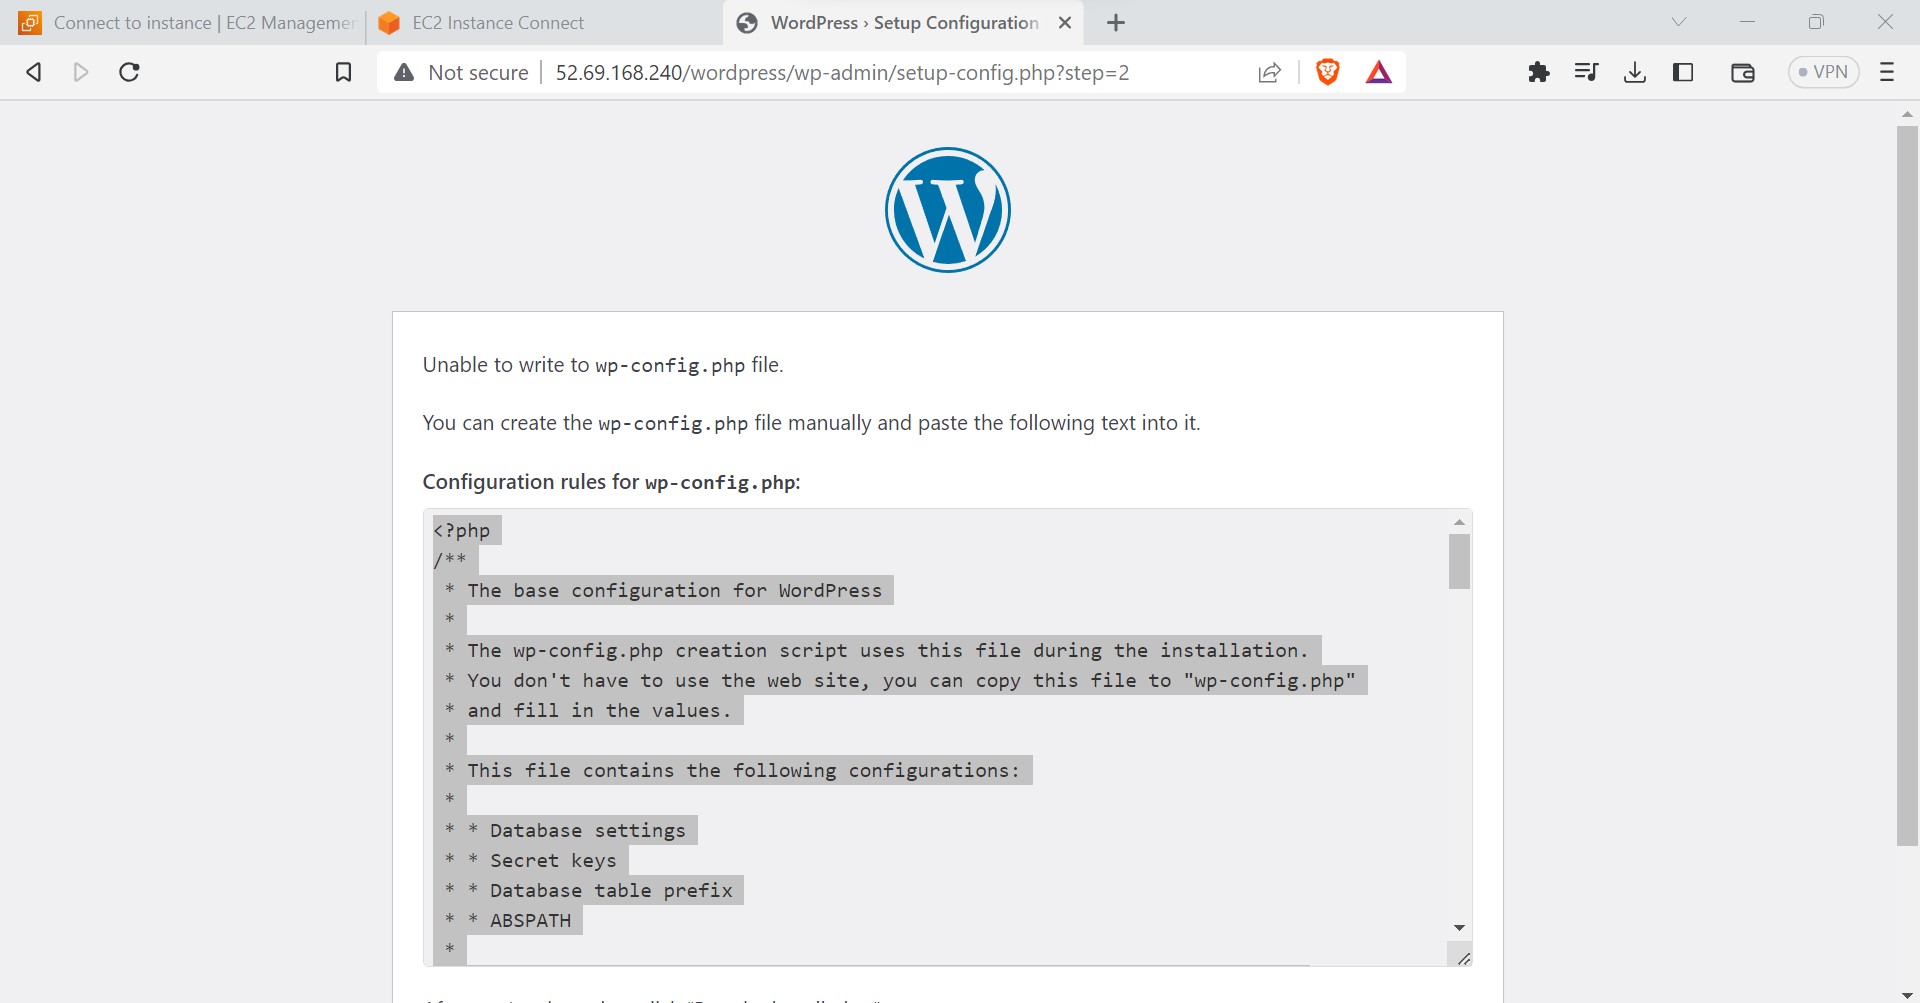 Connect to instance | EC2 Managemen
EC2 Instance Connect
WordPress › Setup Configuration
Not secure
52.69.168.240/wordpress/wp-admin/setup-config.php?step=2
VPN
Unable to write to wp-config.php file.
You can create the wp-config.php file manually and paste the following text into it.
Configuration rules for wp-config.php:
<?php
/**
* The base configuration for WordPress
*
* The wp-config.php creation script uses this file during the installation.
* You don't have to use the web site, you can copy this file to "wp-config.php"
* and fill in the values.
*
* This file contains the following configurations:
*
* * Database settings
* * Secret keys
* * Database table prefix
* * ABSPATH
*